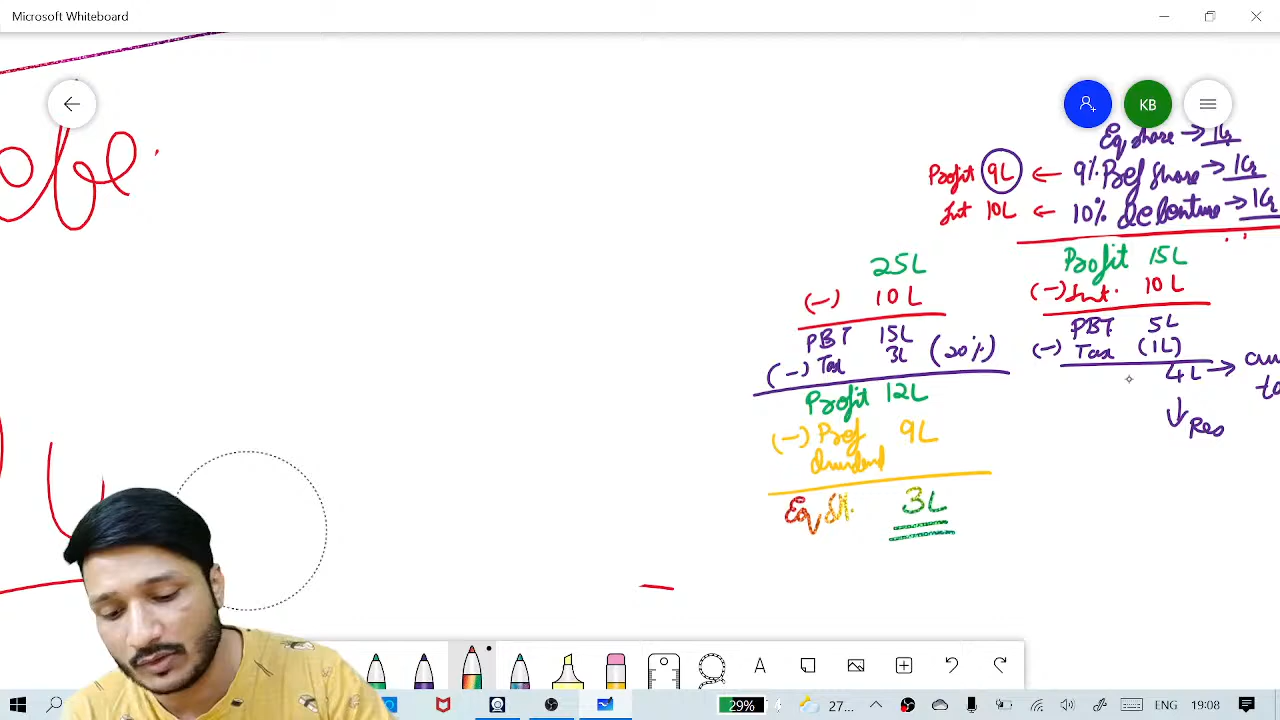 Microsoft Whiteboard
KB
Eq share → 1Cr
Profit 9L ← 9% Pref Share → 1Cr
Int 10L ← 10% debenture → 1Cr
25L
(-) 10L
PBT 15L
(-) Tax 3L (20%)
Profit 12L
(-) Pref 9L
dividend
Eq Sh. 3L
Profit 15L
(-) Int. 10L
PBT 5L
(-) Tax (1L)
4L →
↓ Res
A
29%
27...
ENG
19:08